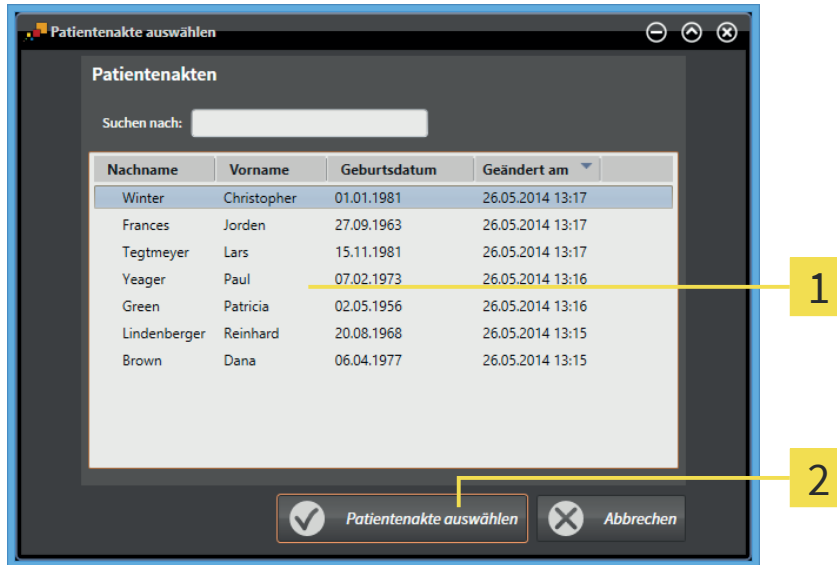 Patientenakte auswählen
Patientenakten
Suchen nach:
Nachname Vorname Geburtsdatum Geändert am
Winter Christopher 01.01.1981 26.05.2014 13:17
Frances Jorden 27.09.1963 26.05.2014 13:17
Tegtmeyer Lars 15.11.1981 26.05.2014 13:17
Yeager Paul 07.02.1973 26.05.2014 13:16
1
Green Patricia 02.05.1956 26.05.2014 13:16
Lindenberger Reinhard 20.08.1968 26.05.2014 13:15
Brown Dana 06.04.1977 26.05.2014 13:15
2
Patientenakte auswählen Abbrechen